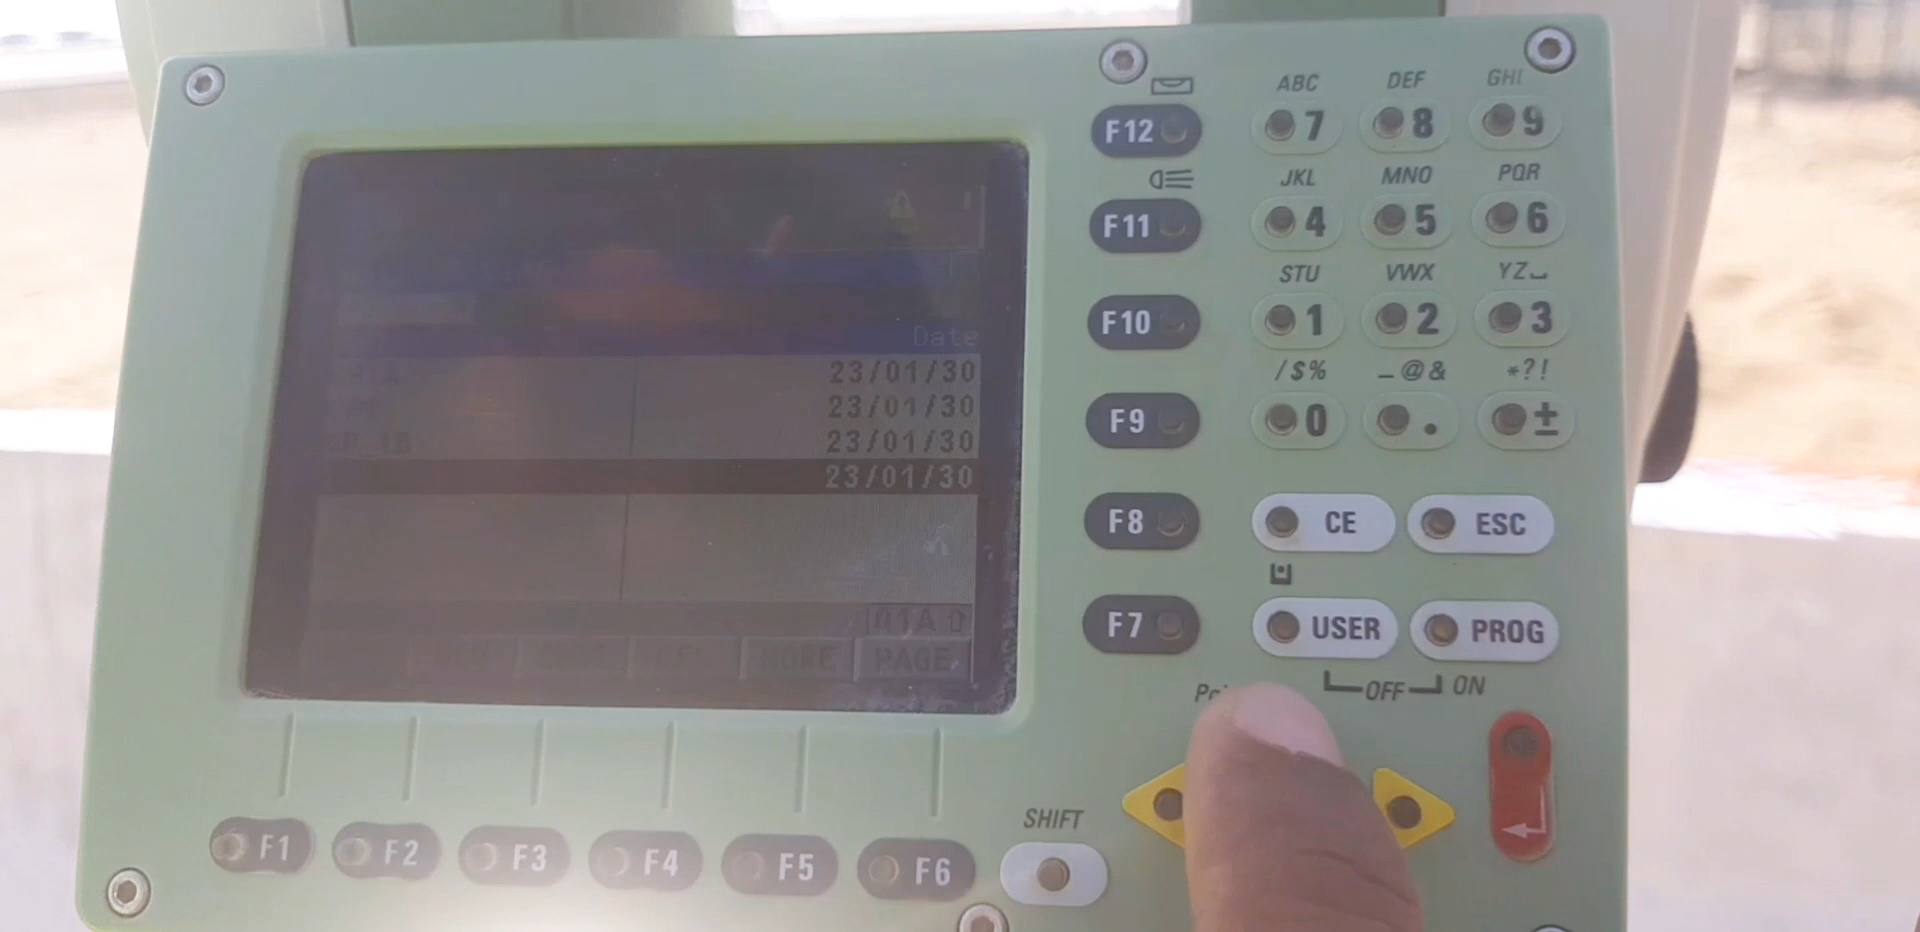 ABC DEF GHI
F12 7 8 9
JKL MNO PQR
F11 4 5 6
STU VWX YZ
F10 1 2 3
Date
/$% _@& *?!
23/01/30
23/01/30
F9 0 . ±
23/01/30
23/01/30
F8 CE ESC
Q1A
F7 USER PROG
MORE PAGE
OFF ON
SHIFT
F1 F2 F3 F4 F5 F6